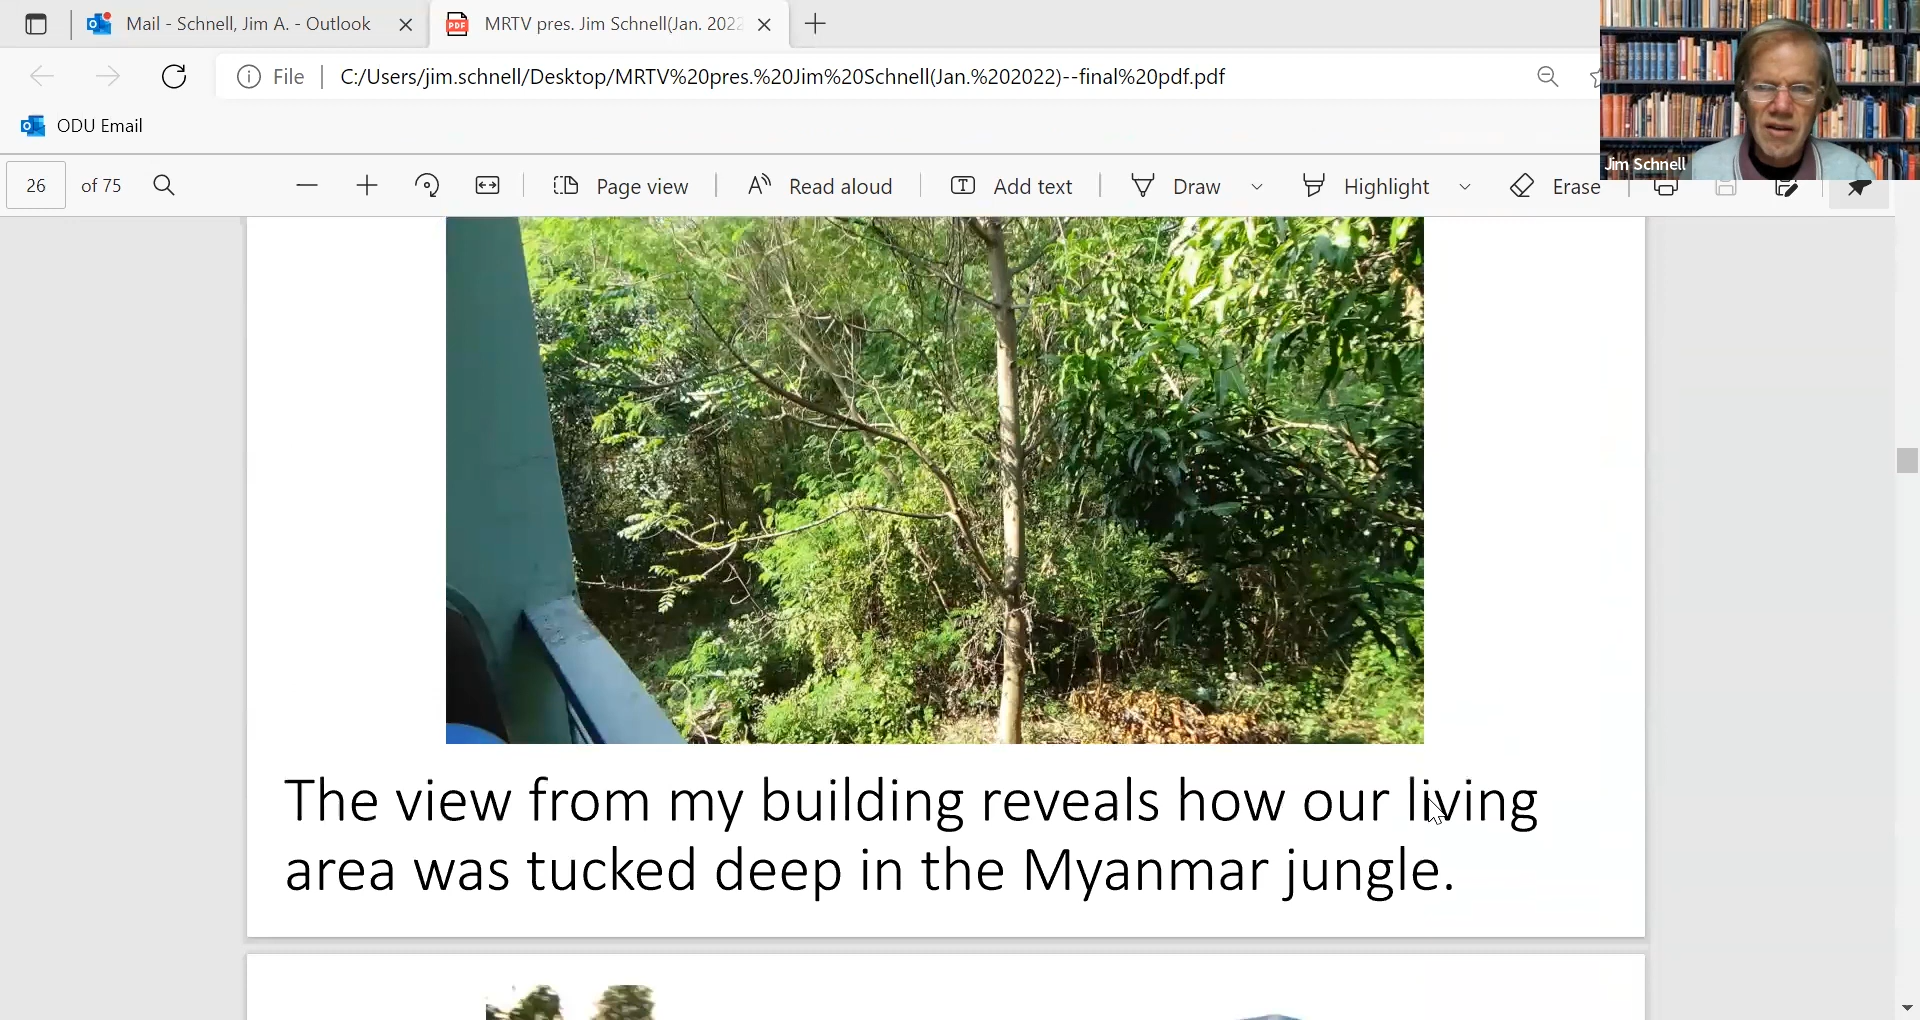 Mail - Schnell, Jim A. - Outlook
MRTV pres. Jim Schnell(Jan. 2022
File
C:/Users/jim.schnell/Desktop/MRTV%20pres.%20Jim%20Schnell(Jan.%202022)--final%20pdf.pdf
ODU Email
Jim Schnell
26 of 75
Page view
Read aloud
Add text
Draw
Highlight
Erase
The view from my building reveals how our living
area was tucked deep in the Myanmar jungle.